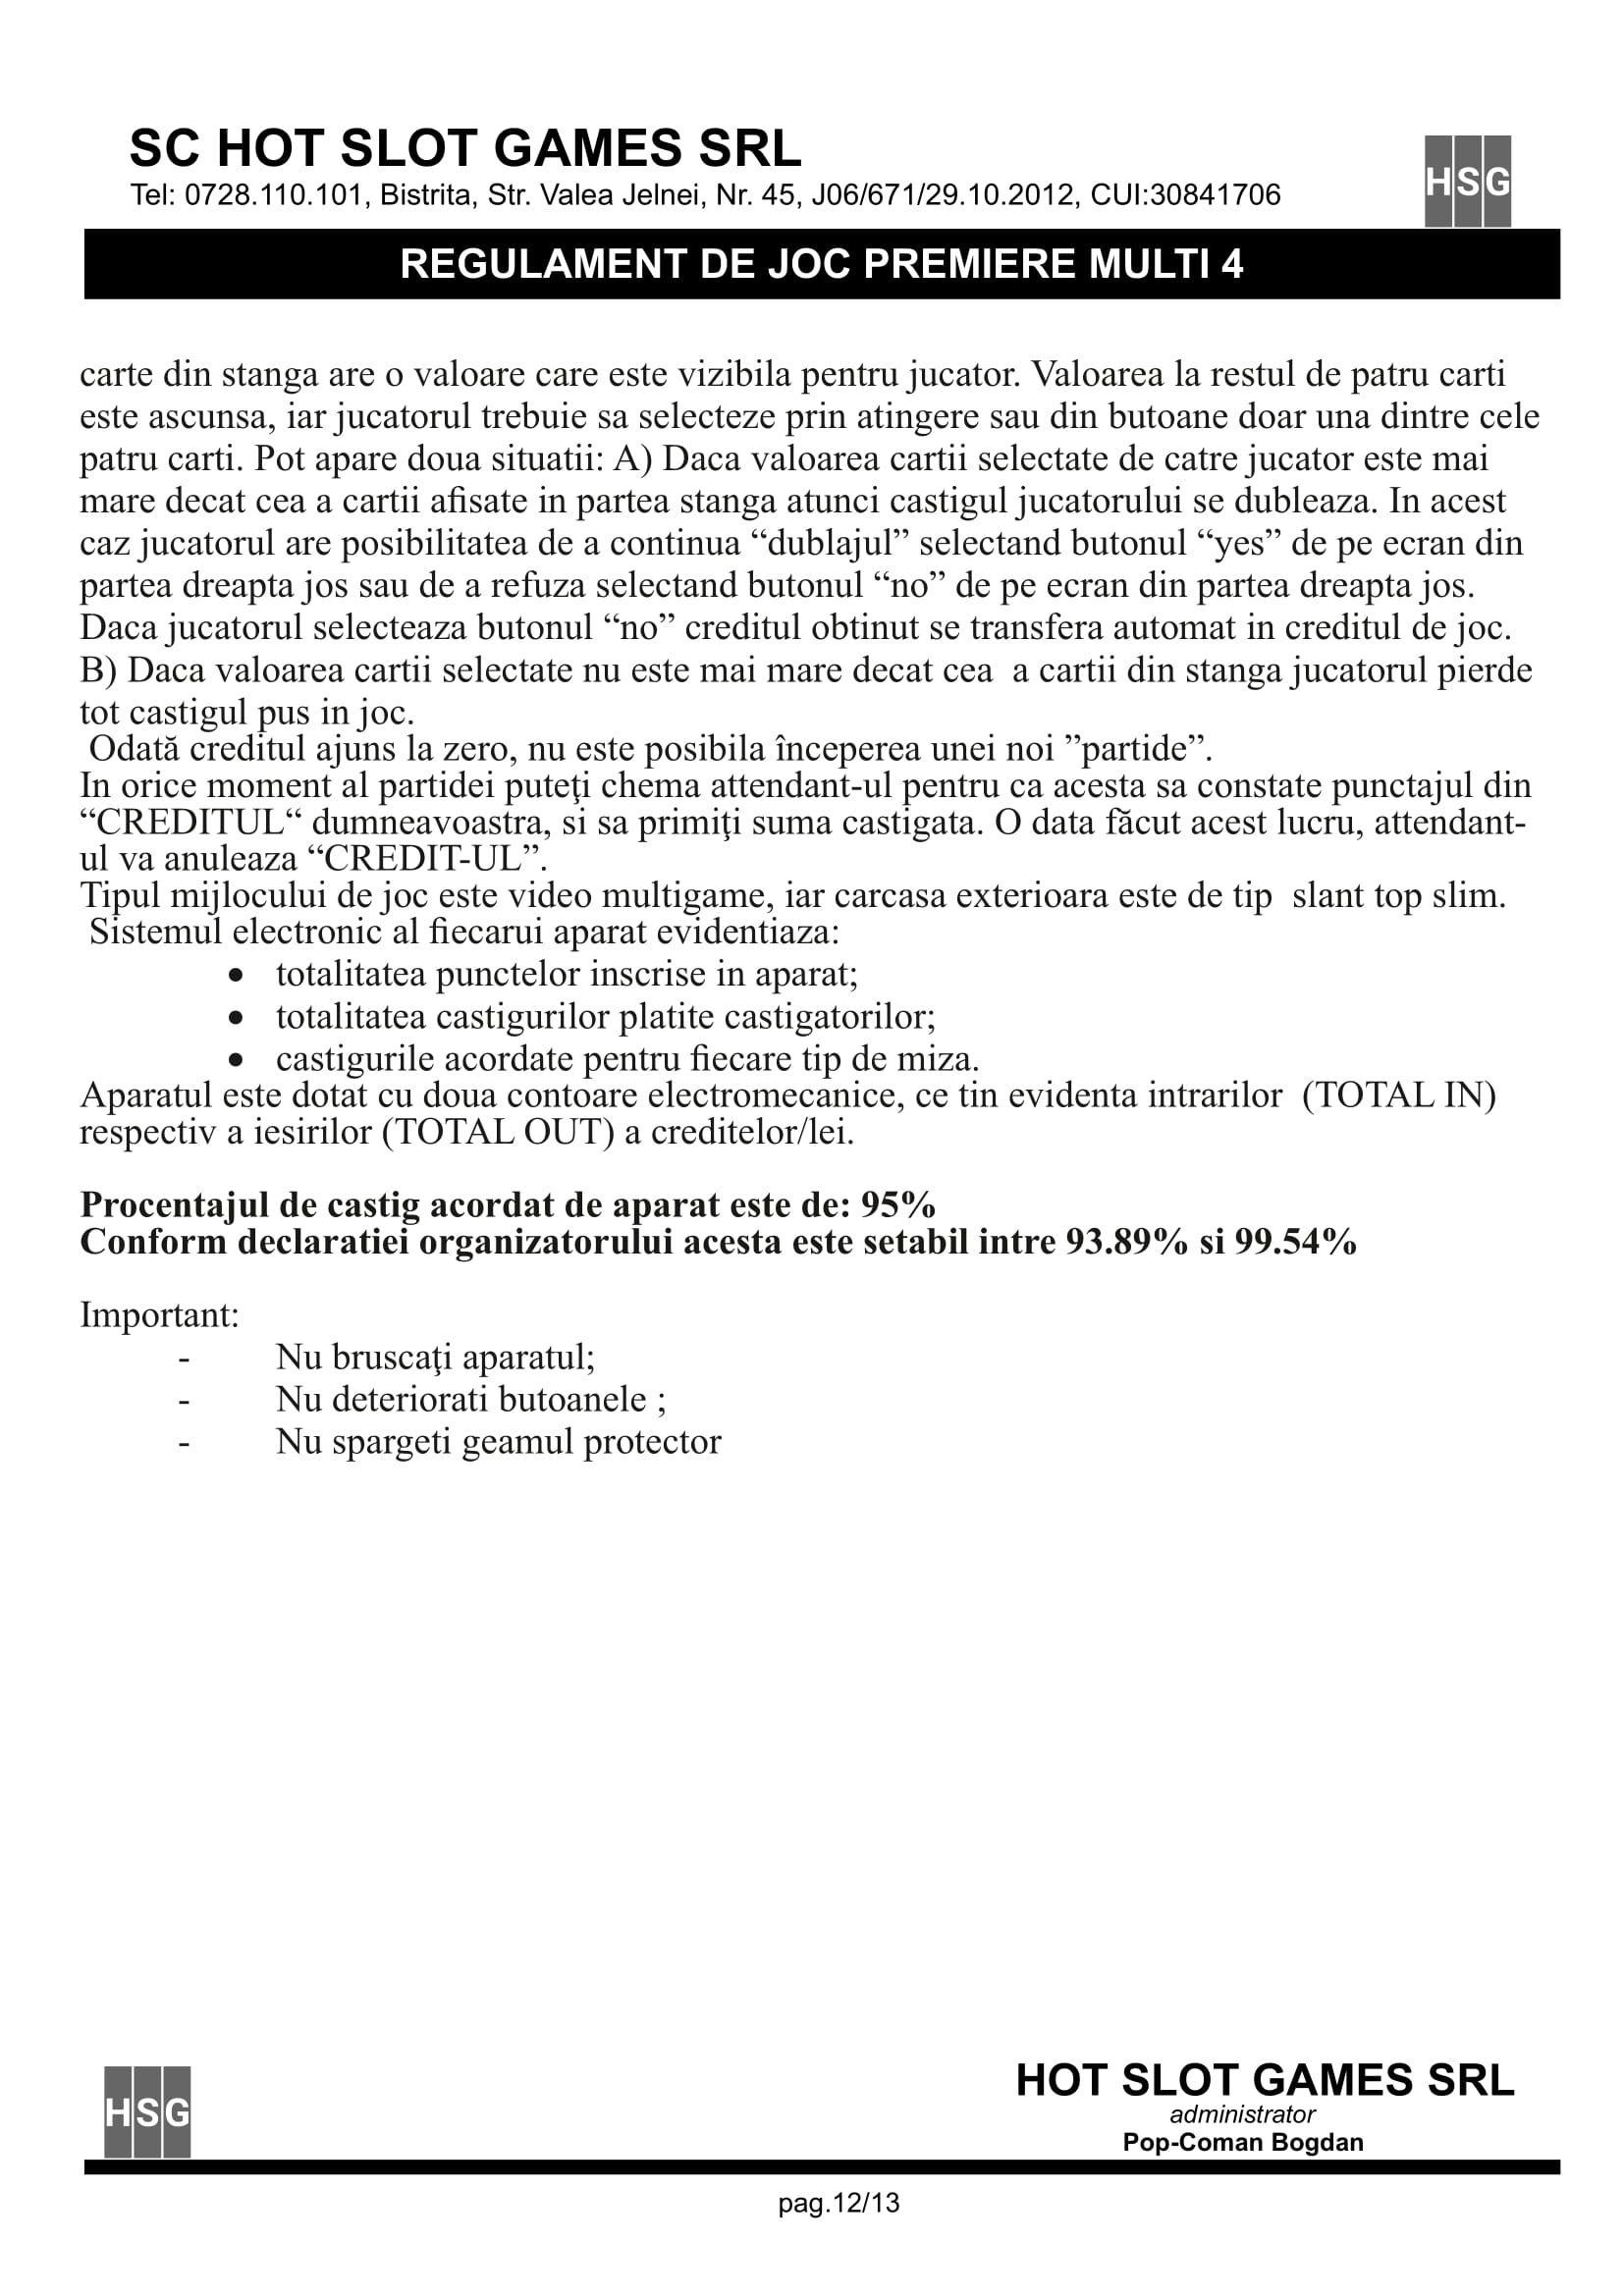 SC HOT SLOT GAMES SRL
Tel: 0728.110.101, Bistrita, Str. Valea Jelnei, Nr. 45, J06/671/29.10.2012, CUI:30841706
HSG
REGULAMENT DE JOC PREMIERE MULTI 4
carte din stanga are o valoare care este vizibila pentru jucator. Valoarea la restul de patru carti
este ascunsa, iar jucatorul trebuie sa selecteze prin atingere sau din butoane doar una dintre cele
patru carti. Pot apare doua situatii: A) Daca valoarea cartii selectate de catre jucator este mai
mare decat cea a cartii afisate in partea stanga atunci castigul jucatorului se dubleaza. In acest
caz jucatorul are posibilitatea de a continua “dublajul” selectand butonul “yes” de pe ecran din
partea dreapta jos sau de a refuza selectand butonul “no” de pe ecran din partea dreapta jos.
Daca jucatorul selecteaza butonul “no” creditul obtinut se transfera automat in creditul de joc.
B) Daca valoarea cartii selectate nu este mai mare decat cea  a cartii din stanga jucatorul pierde
tot castigul pus in joc.
Odată creditul ajuns la zero, nu este posibila începerea unei noi ”partide”.
In orice moment al partidei puteţi chema attendant-ul pentru ca acesta sa constate punctajul din
“CREDITUL“ dumneavoastra, si sa primiţi suma castigata. O data făcut acest lucru, attendant-
ul va anuleaza “CREDIT-UL”.
Tipul mijlocului de joc este video multigame, iar carcasa exterioara este de tip  slant top slim.
Sistemul electronic al fiecarui aparat evidentiaza:
• totalitatea punctelor inscrise in aparat;
• totalitatea castigurilor platite castigatorilor;
• castigurile acordate pentru fiecare tip de miza.
Aparatul este dotat cu doua contoare electromecanice, ce tin evidenta intrarilor  (TOTAL IN)
respectiv a iesirilor (TOTAL OUT) a creditelor/lei.
Procentajul de castig acordat de aparat este de: 95%
Conform declaratiei organizatorului acesta este setabil intre 93.89% si 99.54%
Important:
- Nu bruscaţi aparatul;
- Nu deteriorati butoanele ;
- Nu spargeti geamul protector
HSG
HOT SLOT GAMES SRL
administrator
Pop-Coman Bogdan
pag.12/13